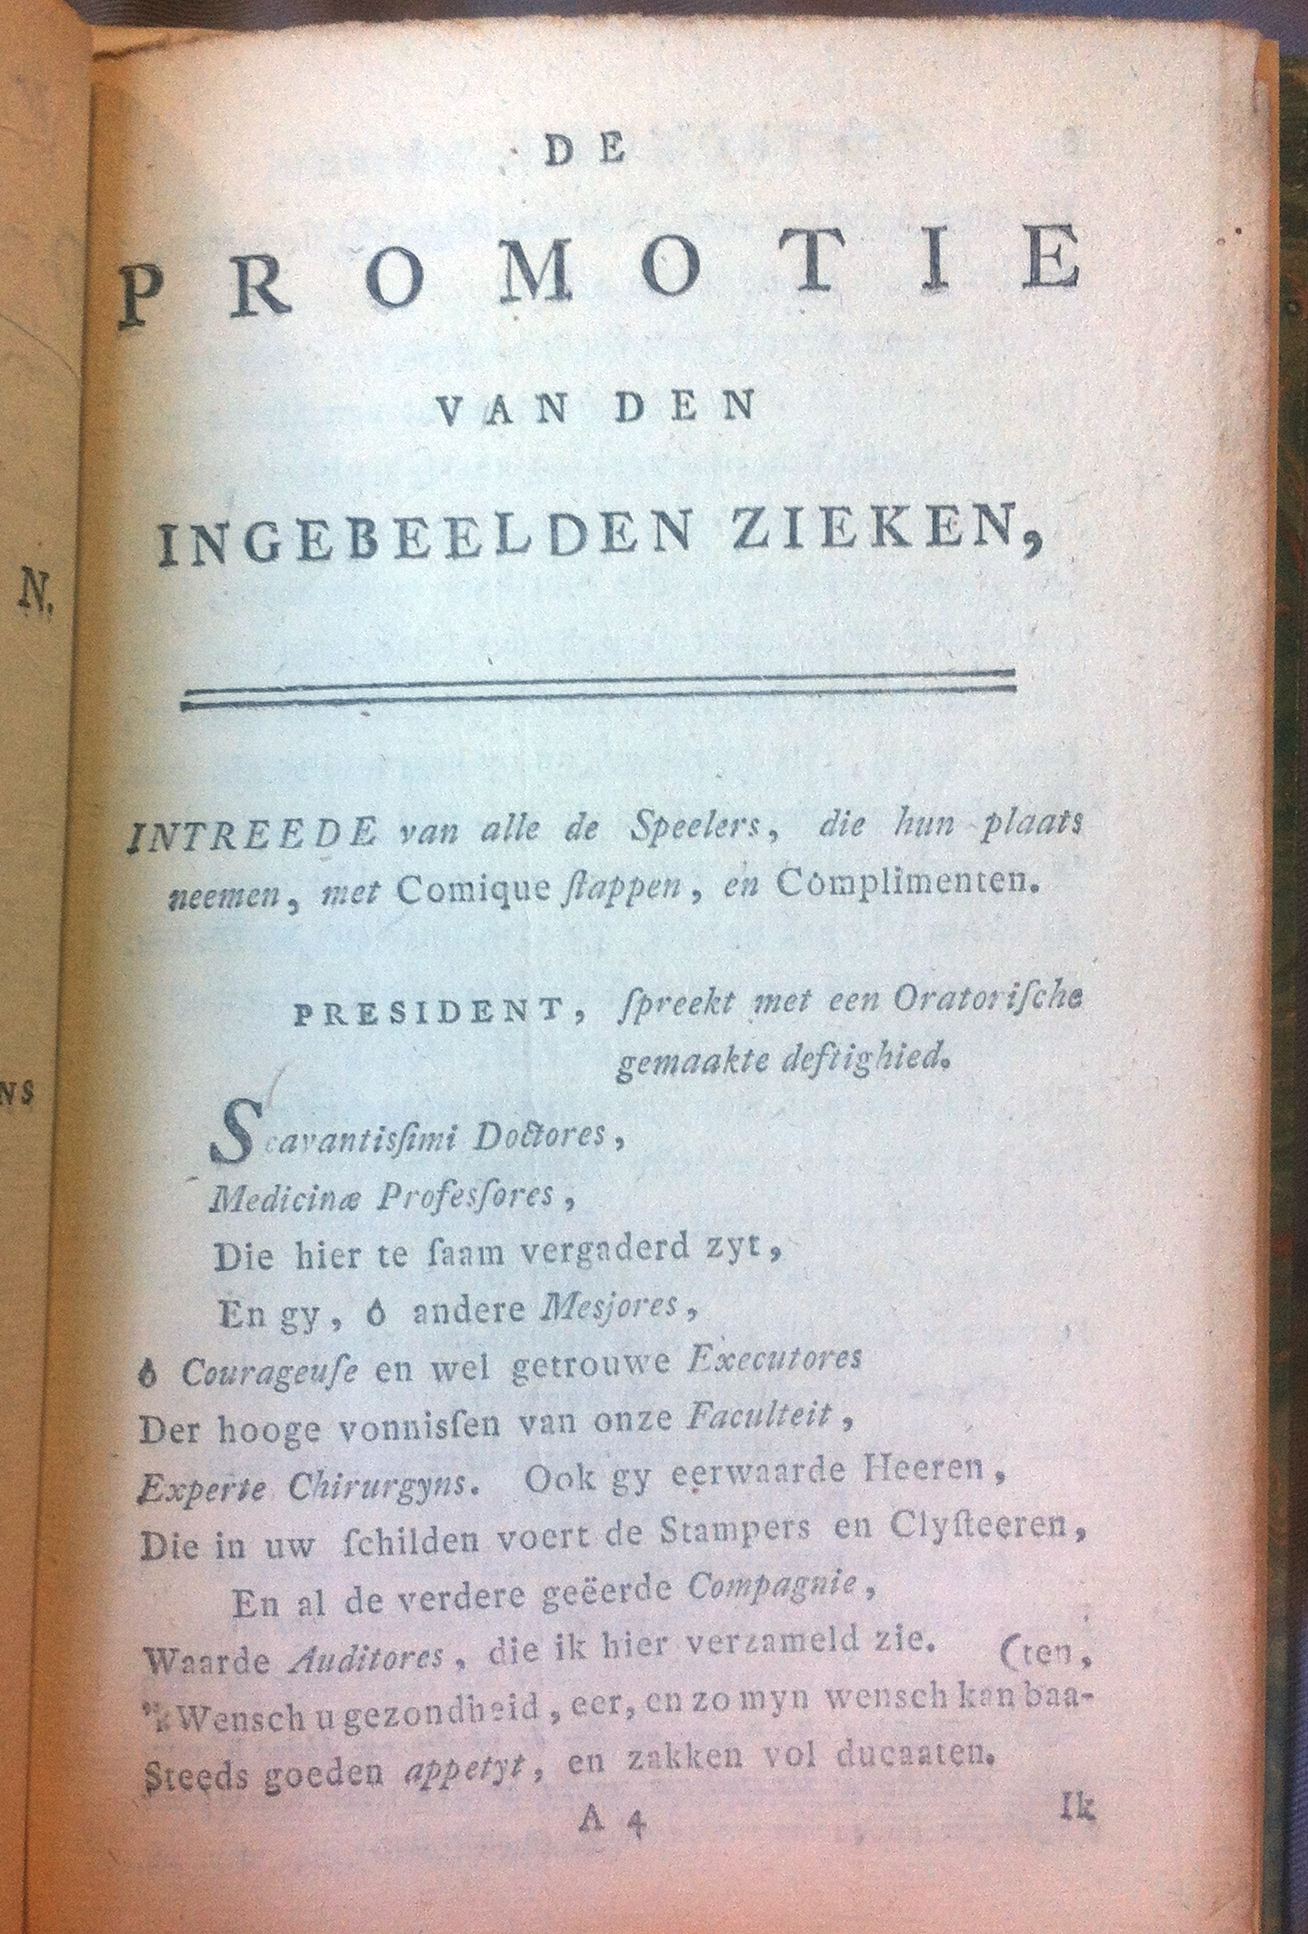 DE
PROMOTIE
VAN DEN
INGEBEELDEN ZIEKEN,
INTREEDE van alle de Speelers, die hun plaats
neemen, met Comique ſtappen, en Complimenten.
PRESIDENT, ſpreekt met een Oratoriſche
gemaakte deftighied.
Scavantisſimi Doctores,
Medicinæ Profesſores,
Die hier te ſaam vergaderd zyt,
En gy, ô andere Mesjores,
ô Courageuſe en wel getrouwe Executores
Der hooge vonnisſen van onze Faculteit,
Experte Chirurgyns. Ook gy eerwaarde Heeren,
Die in uw ſchilden voert de Stampers en Clyſteeren,
En al de verdere geëerde Compagnie,
Waarde Auditores, die ik hier verzameld zie. (ten,
'k Wensch u gezondheid, eer, en zo myn wensch kan baa-
Steeds goeden appetyt, en zakken vol ducaaten.
A 4 Ik
N.
NS